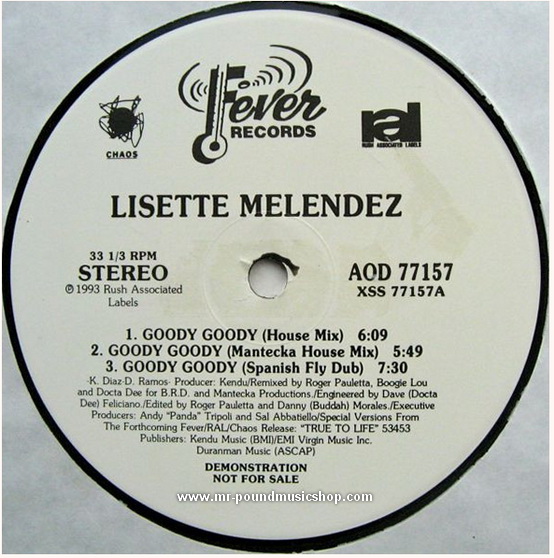 CHAOS
Fever
RECORDS
ral
RUSH ASSOCIATED LABELS
LISETTE MELENDEZ
33 1/3 RPM
STEREO
℗ 1993 Rush Associated
Labels
AOD 77157
XSS 77157A
1. GOODY GOODY (House Mix) 6:09
2. GOODY GOODY (Mantecka House Mix) 5:49
3. GOODY GOODY (Spanish Fly Dub) 7:30
-K. Diaz-D. Ramos- Producer: Kendu/Remixed by Roger Pauletta, Boogie Lou
and Docta Dee for B.R.D. and Mantecka Productions./Engineered by Dave (Docta
Dee) Feliciano./Edited by Roger Pauletta and Danny (Buddah) Morales./Executive
Producers: Andy "Panda" Tripoli and Sal Abbatiello/Special Versions From
The Forthcoming Fever/RAL/Chaos Release: "TRUE TO LIFE" 53453
Publishers: Kendu Music (BMI)/EMI Virgin Music Inc.
Duranman Music (ASCAP)
DEMONSTRATION
NOT FOR SALE
www.mr-poundmusicshop.com